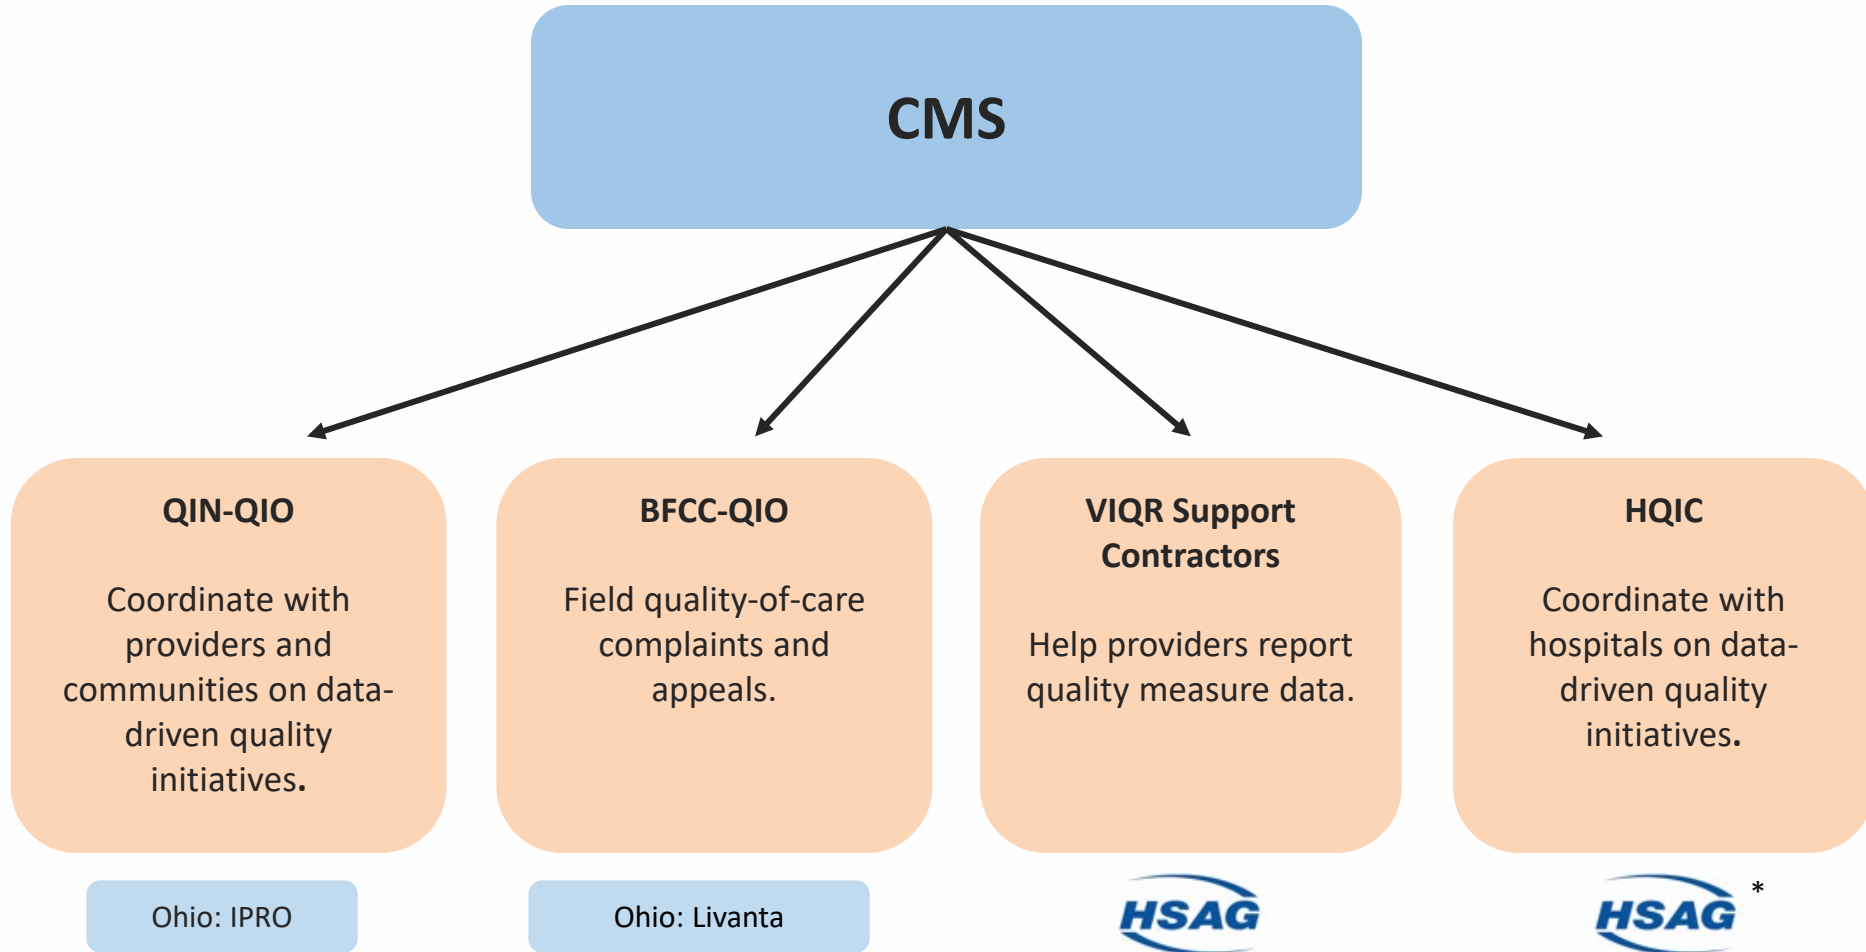 CMS
QIN-QIO
Coordinate with
providers and
communities on data-
driven quality
initiatives.
Ohio: IPRO
BFCC-QIO
Field quality-of-care
complaints and
appeals.
Ohio: Livanta
VIQR Support
Contractors
Help providers report
quality measure data.
HSAG
HQIC
Coordinate with
hospitals on data-
driven quality
initiatives.
HSAG *